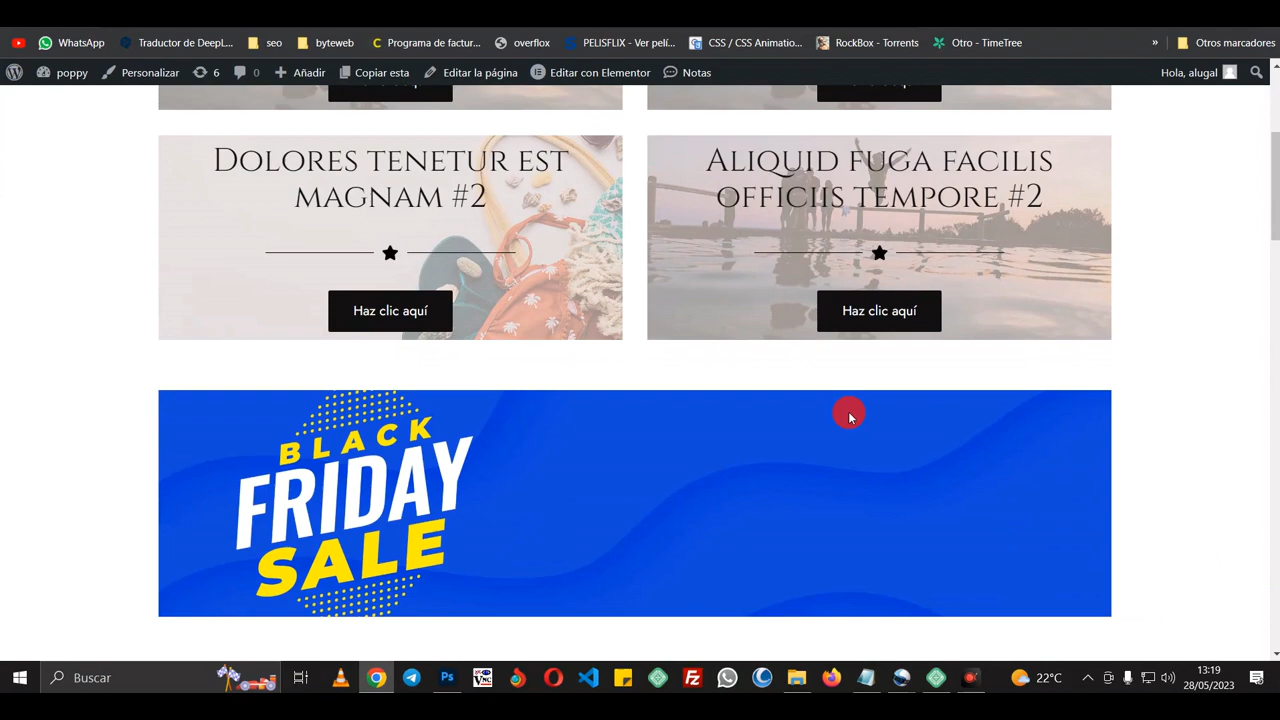 WhatsApp
Traductor de DeepL...
seo
byteweb
Programa de factur...
overflox
PELISFLIX - Ver pelí...
CSS / CSS Animatio...
RockBox - Torrents
Otro - TimeTree
»
Otros marcadores
poppy
Personalizar
6
0
Añadir
Copiar esta
Editar la página
Editar con Elementor
Notas
Hola, alugal
Dolores tenetur est
magnam #2
Aliquid fuga facilis
officiis tempore #2
Haz clic aquí
Haz clic aquí
BLACK
FRIDAY
SALE
Buscar
Ps
VNC
Fz
22°C
13:19
28/05/2023